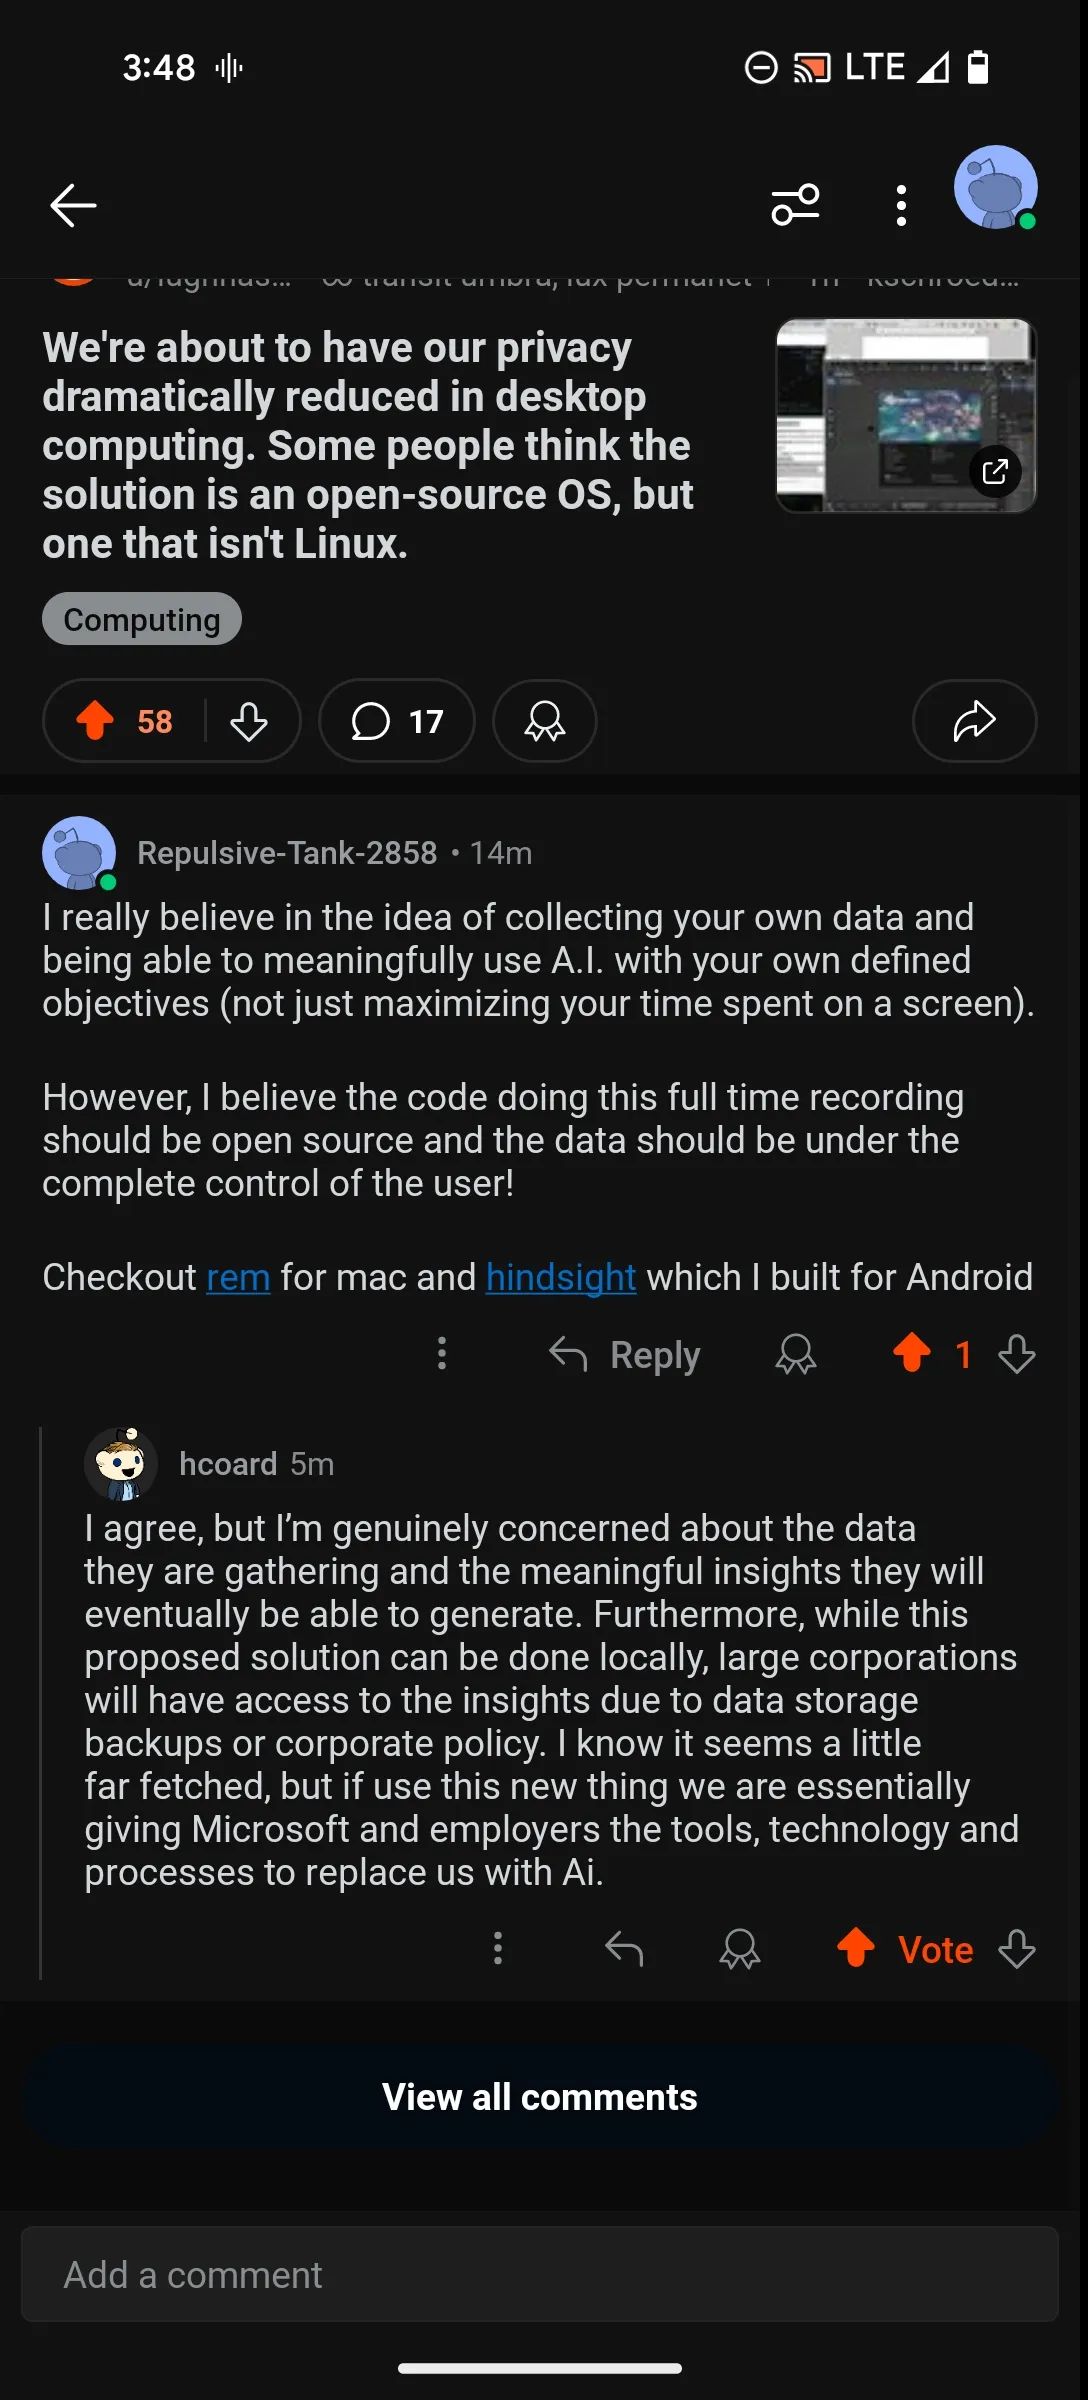 3:48
LTE
We're about to have our privacy
dramatically reduced in desktop
computing. Some people think the
solution is an open-source OS, but
one that isn't Linux.
Computing
58
17
Repulsive-Tank-2858 • 14m
I really believe in the idea of collecting your own data and
being able to meaningfully use A.I. with your own defined
objectives (not just maximizing your time spent on a screen).
However, I believe the code doing this full time recording
should be open source and the data should be under the
complete control of the user!
Checkout rem for mac and hindsight which I built for Android
Reply
1
hcoard 5m
I agree, but I’m genuinely concerned about the data
they are gathering and the meaningful insights they will
eventually be able to generate. Furthermore, while this
proposed solution can be done locally, large corporations
will have access to the insights due to data storage
backups or corporate policy. I know it seems a little
far fetched, but if use this new thing we are essentially
giving Microsoft and employers the tools, technology and
processes to replace us with Ai.
Vote
View all comments
Add a comment